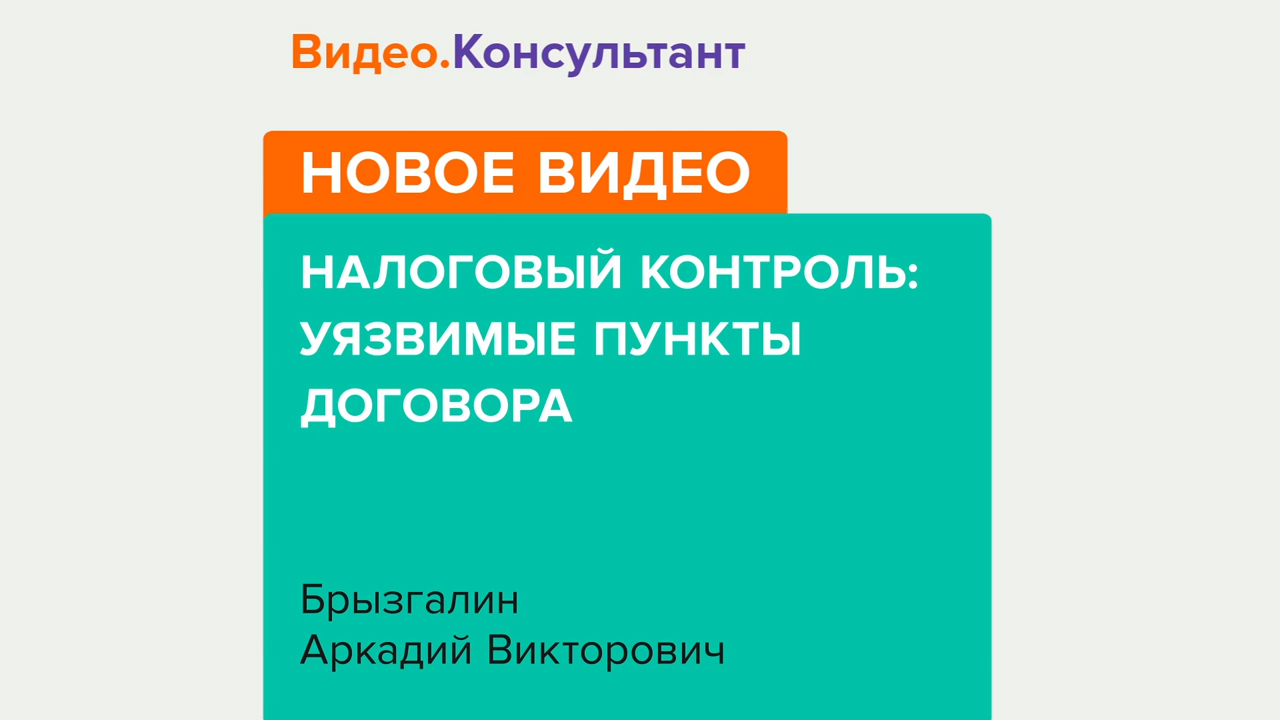 Видео.Консультант
НОВОЕ ВИДЕО
НАЛОГОВЫЙ КОНТРОЛЬ:
УЯЗВИМЫЕ ПУНКТЫ
ДОГОВОРА
Брызгалин
Аркадий Викторович